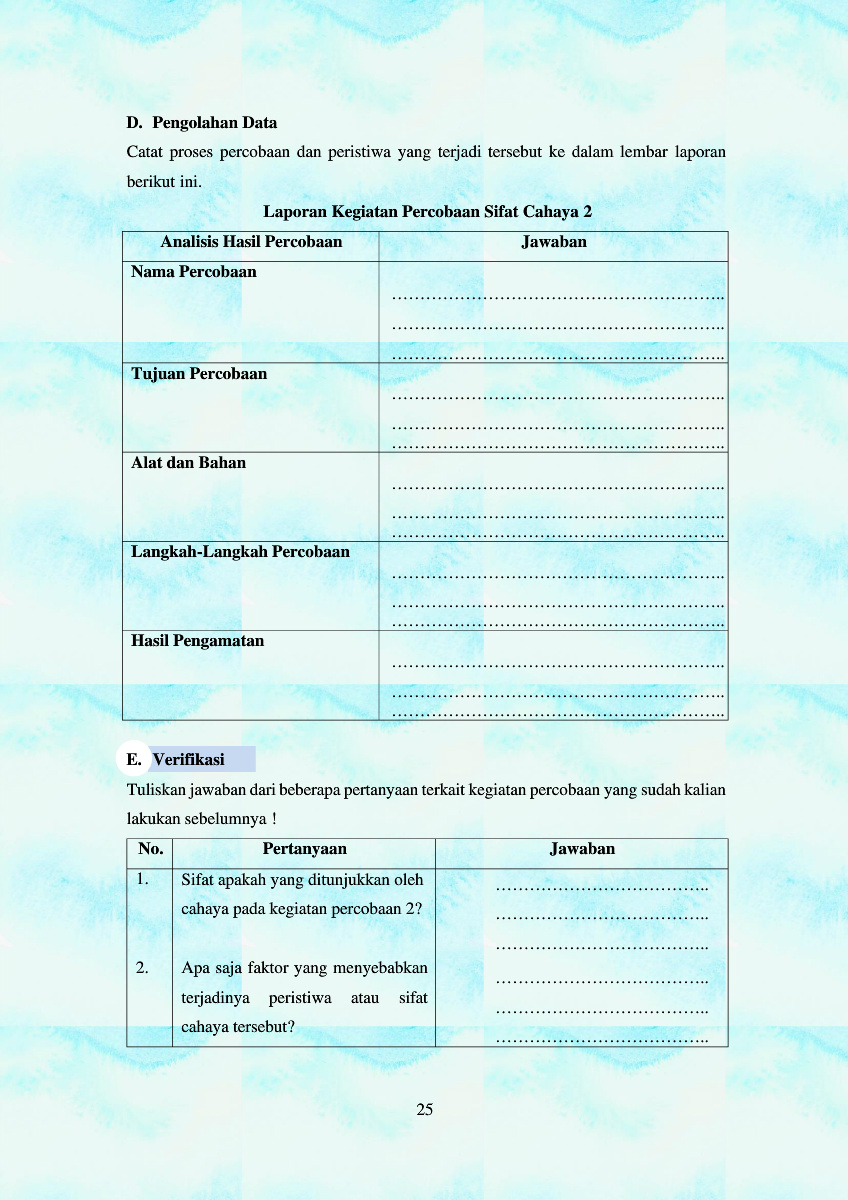 D. Pengolahan Data
Catat proses percobaan dan peristiwa yang terjadi tersebut ke dalam lembar laporan
berikut ini.
Laporan Kegiatan Percobaan Sifat Cahaya 2
Analisis Hasil Percobaan Jawaban
Nama Percobaan
…………………………………………………..
…………………………………………………..
…………………………………………………..
Tujuan Percobaan
…………………………………………………..
…………………………………………………..
…………………………………………………..
Alat dan Bahan
…………………………………………………..
…………………………………………………..
…………………………………………………..
Langkah-Langkah Percobaan
…………………………………………………..
…………………………………………………..
…………………………………………………..
Hasil Pengamatan
…………………………………………………..
…………………………………………………..
…………………………………………………..
E. Verifikasi
Tuliskan jawaban dari beberapa pertanyaan terkait kegiatan percobaan yang sudah kalian
lakukan sebelumnya !
No. Pertanyaan Jawaban
1. Sifat apakah yang ditunjukkan oleh ………………………………..
cahaya pada kegiatan percobaan 2? ………………………………..
………………………………..
2. Apa saja faktor yang menyebabkan ………………………………..
terjadinya peristiwa atau sifat ………………………………..
cahaya tersebut? ………………………………..
25